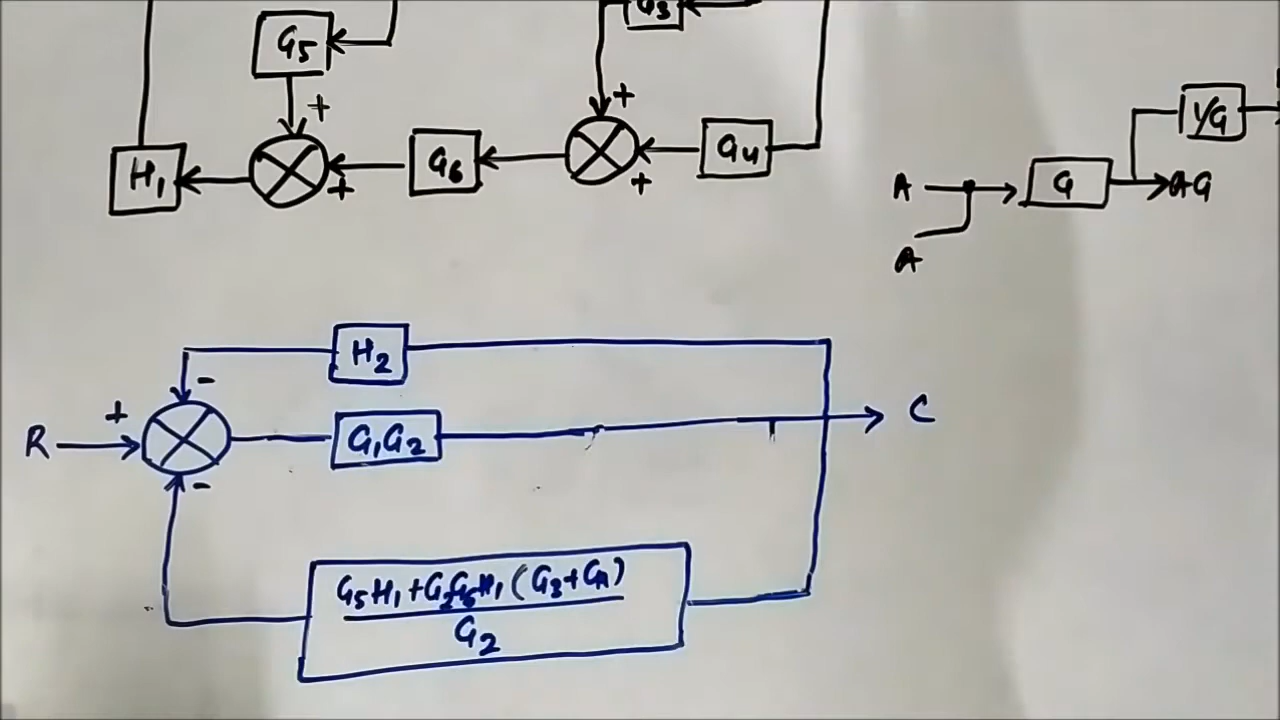 G3
G5
+
+
H1
+
G6
+
G4
1/G
A
G
AG
A
H2
-
+
R
G1G2
C
-
G5H1+G2G6H1(G3+G4)
G2